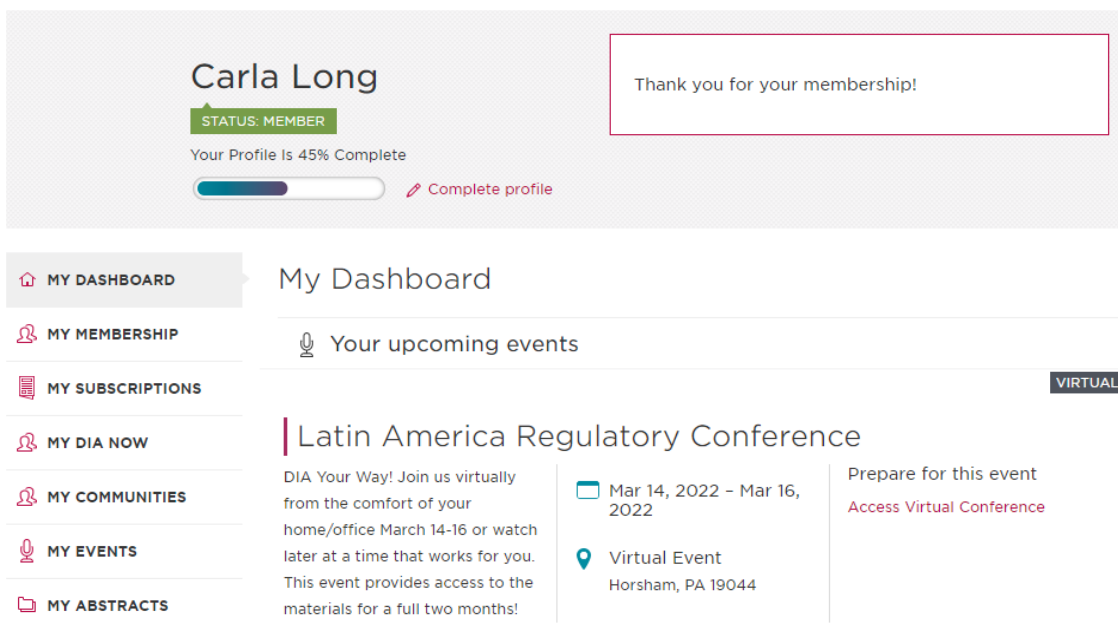 Carla Long
Thank you for your membership!
STATUS: MEMBER
Your Profile Is 45% Complete
Complete profile
MY DASHBOARD
MY MEMBERSHIP
MY SUBSCRIPTIONS
MY DIA NOW
MY COMMUNITIES
MY EVENTS
MY ABSTRACTS
My Dashboard
Your upcoming events
VIRTUAL
Latin America Regulatory Conference
DIA Your Way! Join us virtually
from the comfort of your
home/office March 14-16 or watch
later at a time that works for you.
This event provides access to the
materials for a full two months!
Mar 14, 2022 – Mar 16,
2022
Virtual Event
Horsham, PA 19044
Prepare for this event
Access Virtual Conference